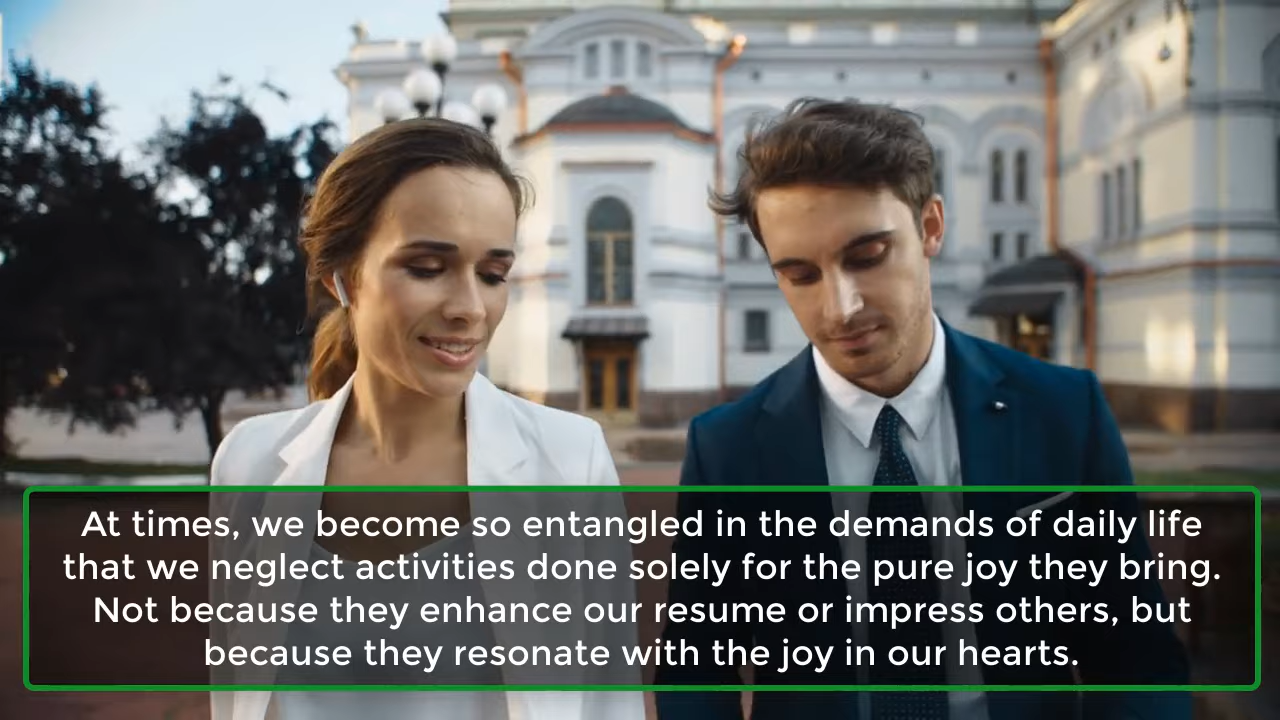 At times, we become so entangled in the demands of daily life
that we neglect activities done solely for the pure joy they bring.
Not because they enhance our resume or impress others, but
because they resonate with the joy in our hearts.